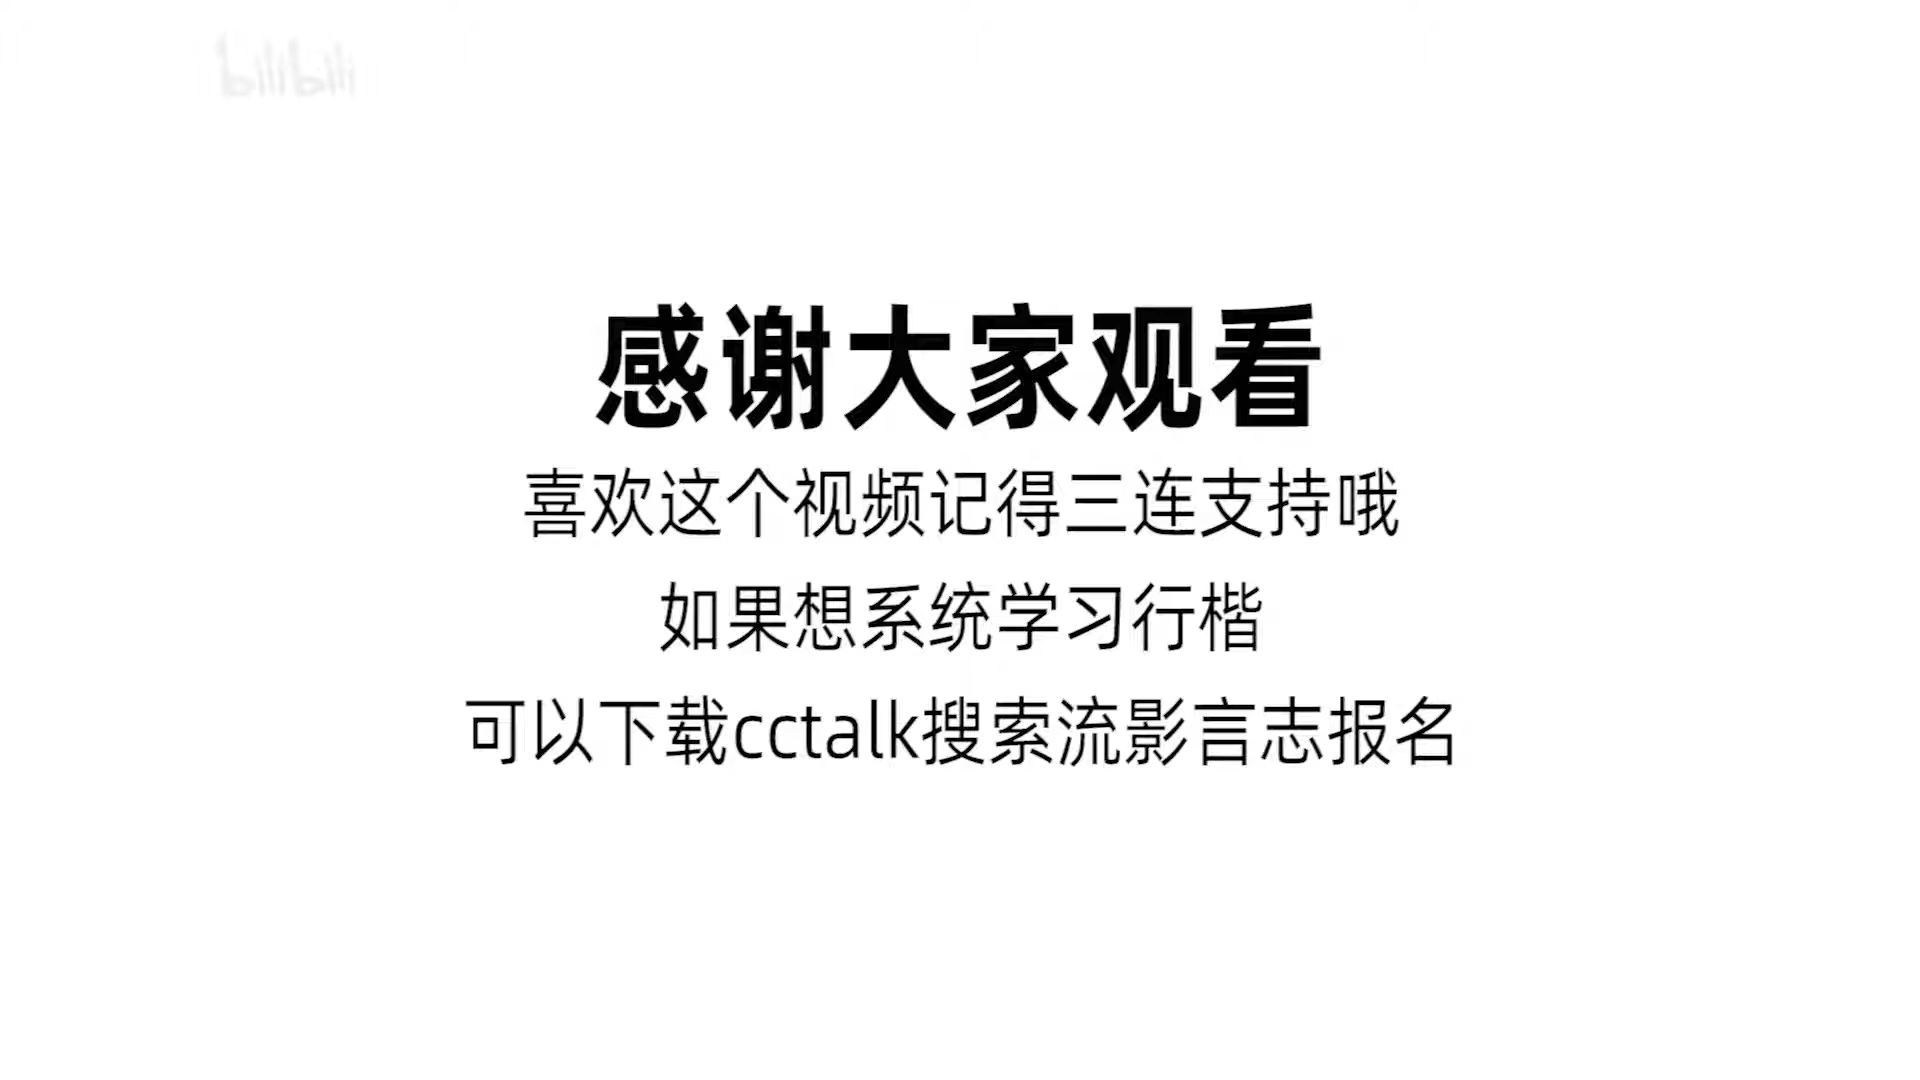 bilibili
感谢大家观看
喜欢这个视频记得三连支持哦
如果想系统学习行楷
可以下载cctalk搜索流影言志报名